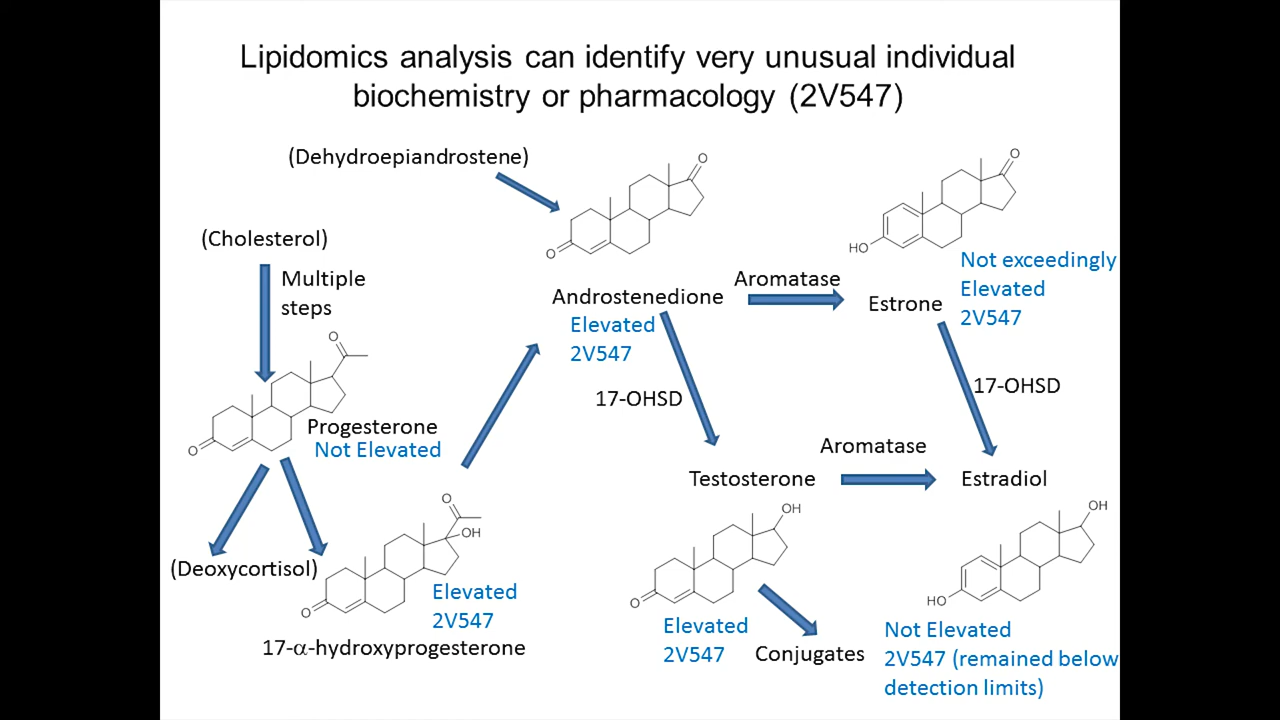 Lipidomics analysis can identify very unusual individual
biochemistry or pharmacology (2V547)
(Dehydroepiandrostene)
O
O
O
HO
(Cholesterol)
Multiple
steps
Androstenedione
Elevated
2V547
Aromatase
Estrone
Not exceedingly
Elevated
2V547
O
O
Progesterone
Not Elevated
17-OHSD
17-OHSD
Testosterone
Aromatase
Estradiol
(Deoxycortisol)
O
OH
O
Elevated
2V547
17-α-hydroxyprogesterone
OH
O
Elevated
2V547
Conjugates
OH
HO
Not Elevated
2V547 (remained below
detection limits)